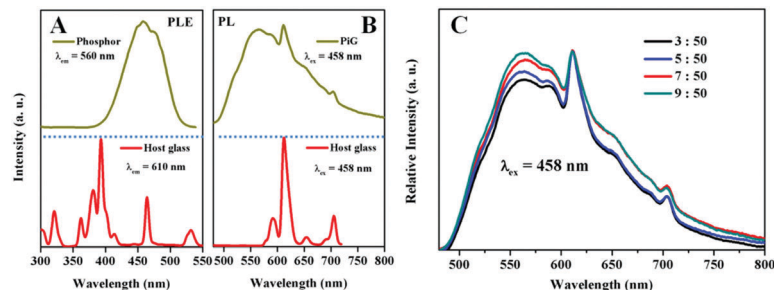 A
PLE
Phosphor
λem = 560 nm
Host glass
λem = 610 nm
300 350 400 450 500 550
Wavelength (nm)
Intensity (a. u.)
PL
B
PiG
λex = 458 nm
Host glass
λex = 458 nm
500 600 700 800
Wavelength (nm)
C
3 : 50
5 : 50
7 : 50
9 : 50
λex = 458 nm
Relative Intensity (a. u.)
500 550 600 650 700 750 800
Wavelength (nm)